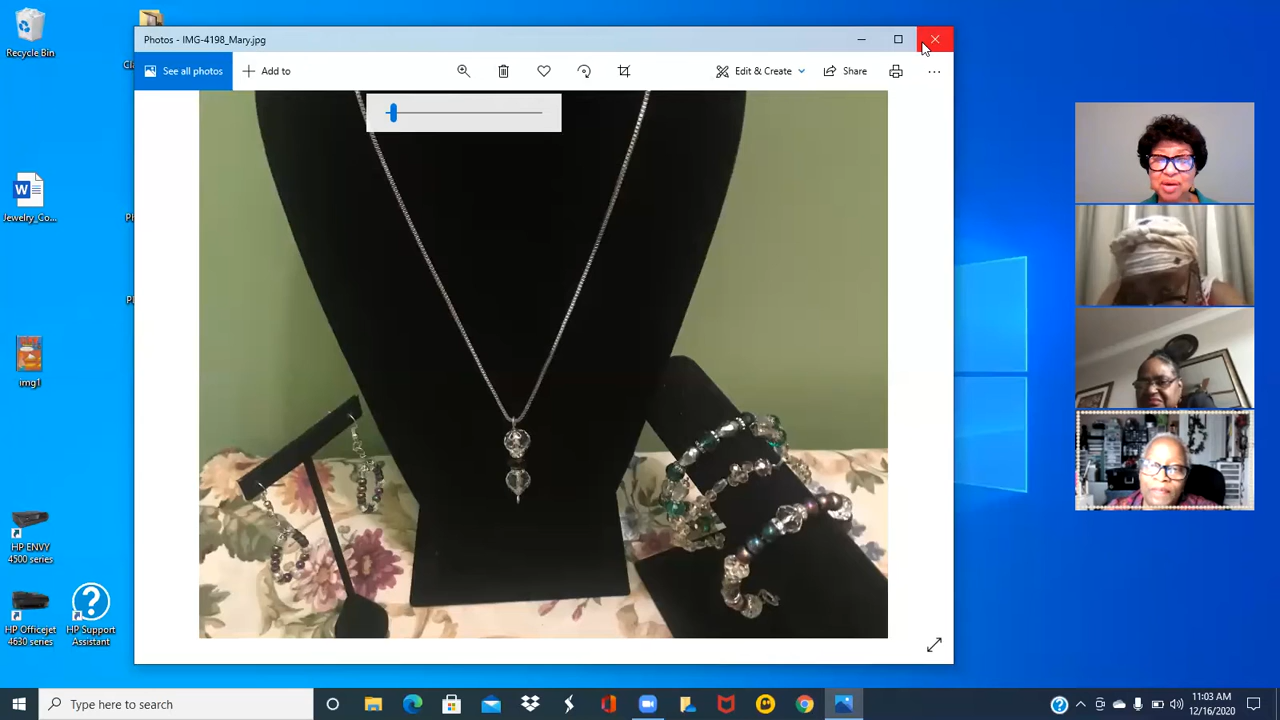 Recycle Bin
Photos - IMG-4198_Mary.jpg
See all photos
Add to
Edit & Create
Share
Jewelry_Co...
img1
HP ENVY
4500 series
HP Officejet
4630 series
HP Support
Assistant
Type here to search
11:03 AM
12/16/2020